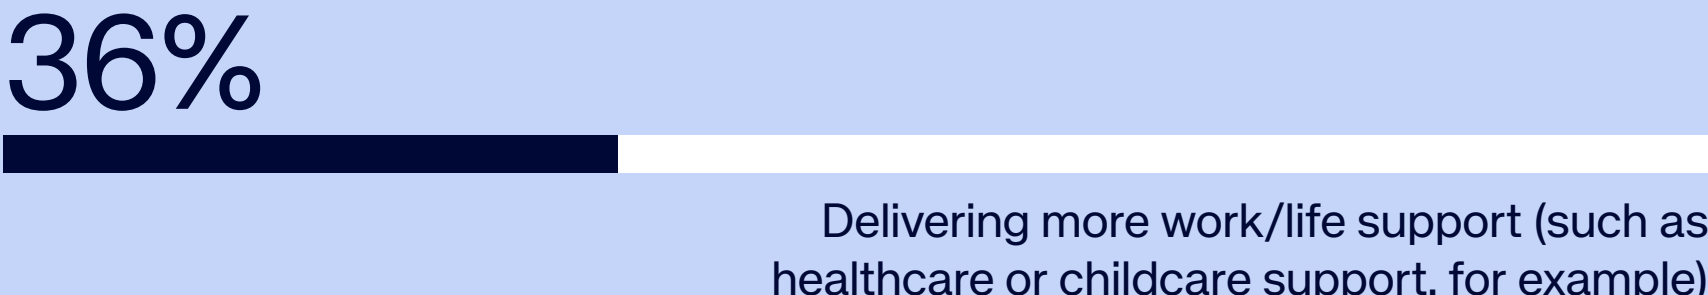 36%
Delivering more work/life support (such as
healthcare or childcare support, for example)